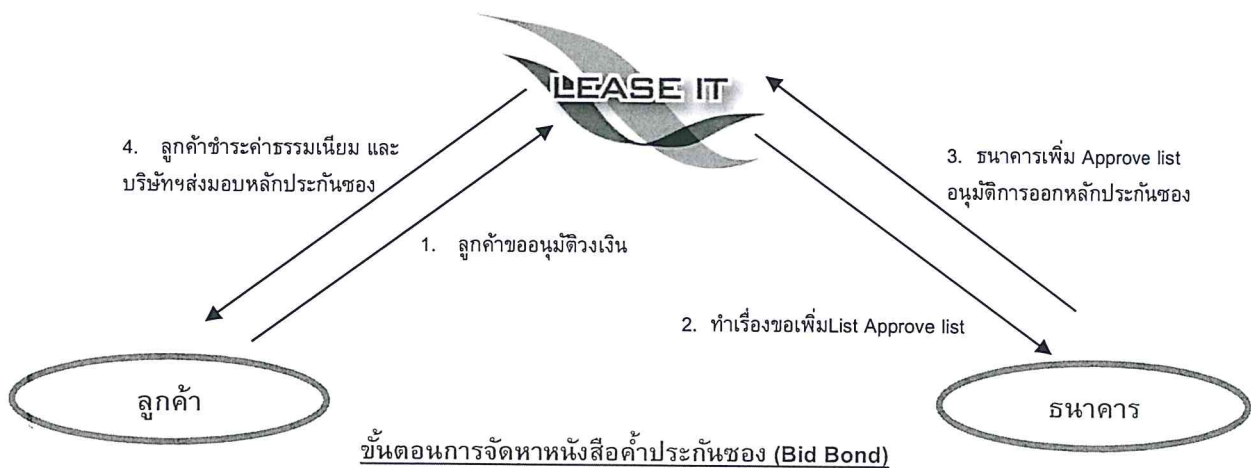 LEASE IT
4. ลูกค้าชำระค่าธรรมเนียม และ
บริษัทฯส่งมอบหลักประกันซอง
3. ธนาคารเพิ่ม Approve list
อนุมัติการออกหลักประกันซอง
1. ลูกค้าขออนุมัติวงเงิน
2. ทำเรื่องขอเพิ่มList Approve list
ลูกค้า
ธนาคาร
ขั้นตอนการจัดหาหนังสือค้ำประกันซอง (Bid Bond)